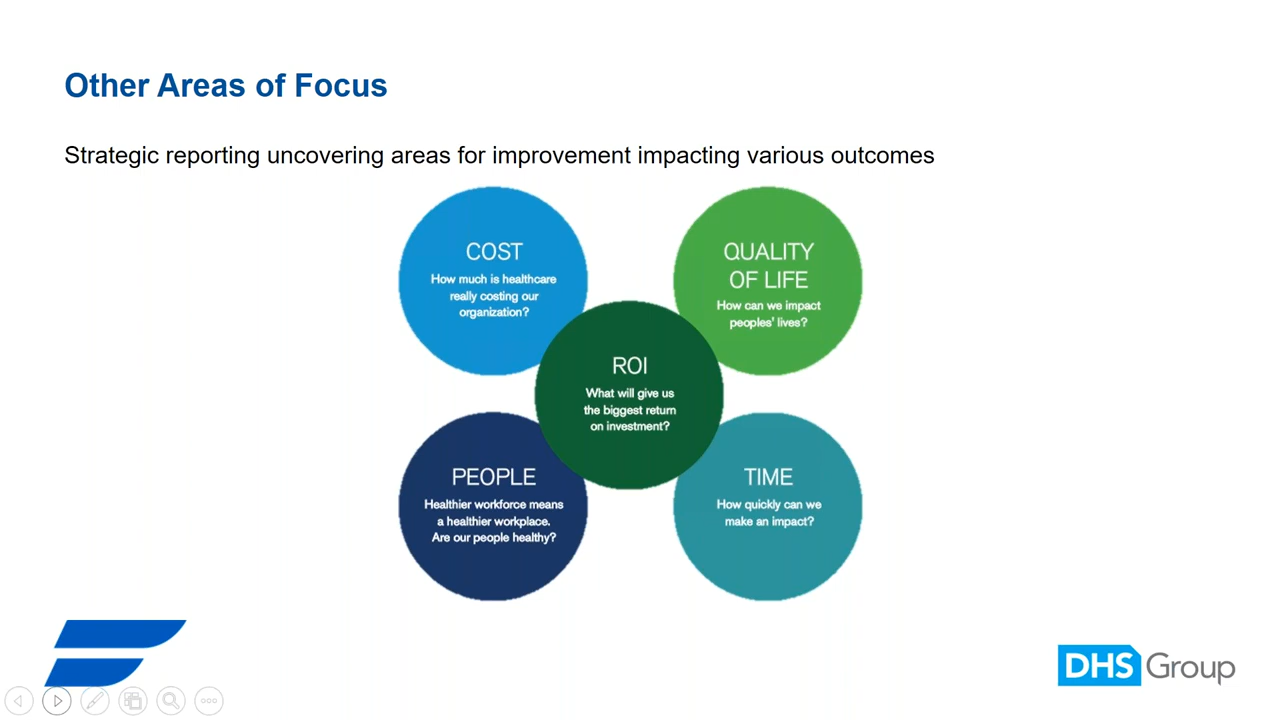 Other Areas of Focus
Strategic reporting uncovering areas for improvement impacting various outcomes
COST
How much is healthcare
really costing our
organization?
QUALITY
OF LIFE
How can we impact
peoples' lives?
ROI
What will give us
the biggest return
on investment?
PEOPLE
Healthier workforce means
a healthier workplace.
Are our people healthy?
TIME
How quickly can we
make an impact?
DHS Group